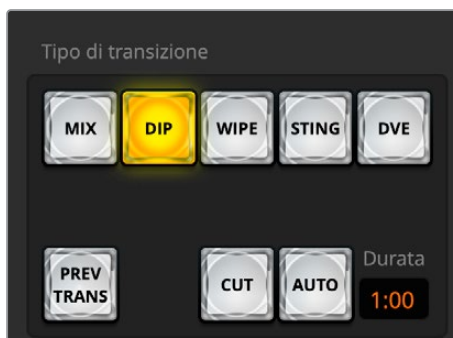 Tipo di transizione
MIX DIP WIPE STING DVE
PREV TRANS CUT AUTO Durata 1:00